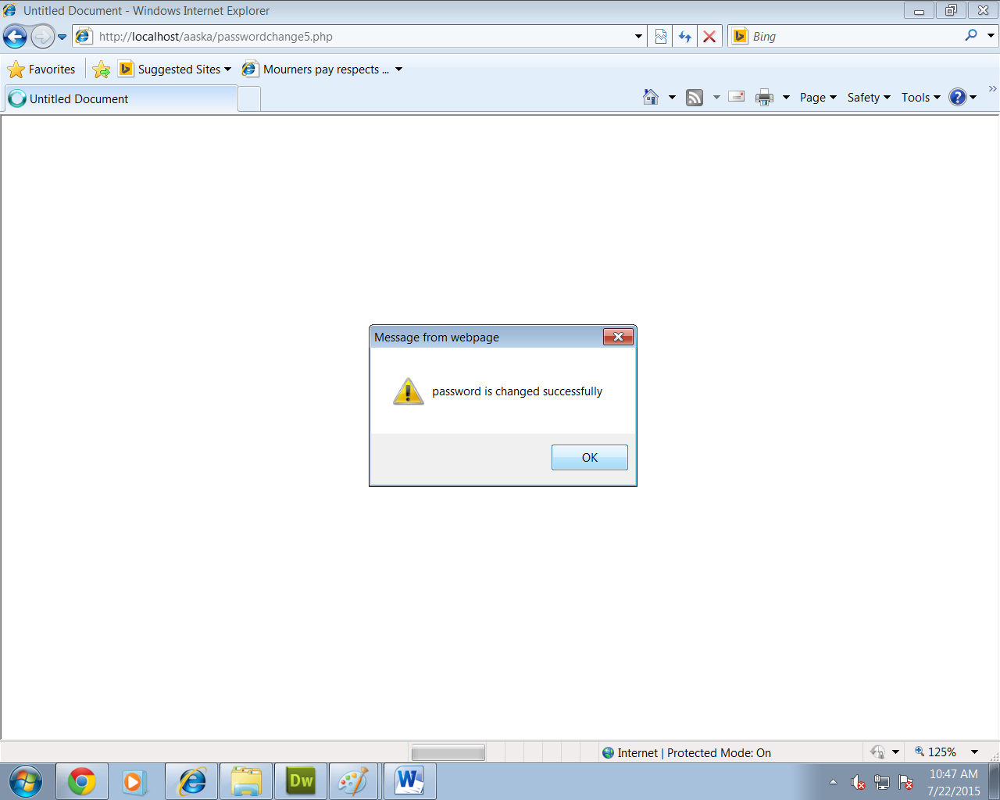 Untitled Document - Windows Internet Explorer
http://localhost/aaska/passwordchange5.php
Bing
Favorites
Suggested Sites
Mourners pay respects ...
Untitled Document
Page
Safety
Tools
Message from webpage
password is changed successfully
OK
Internet | Protected Mode: On
125%
Dw
W
10:47 AM
7/22/2015